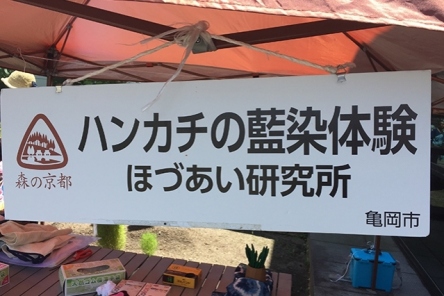 ハンカチの藍染体験
ほづあい研究所
森の京都
亀岡市